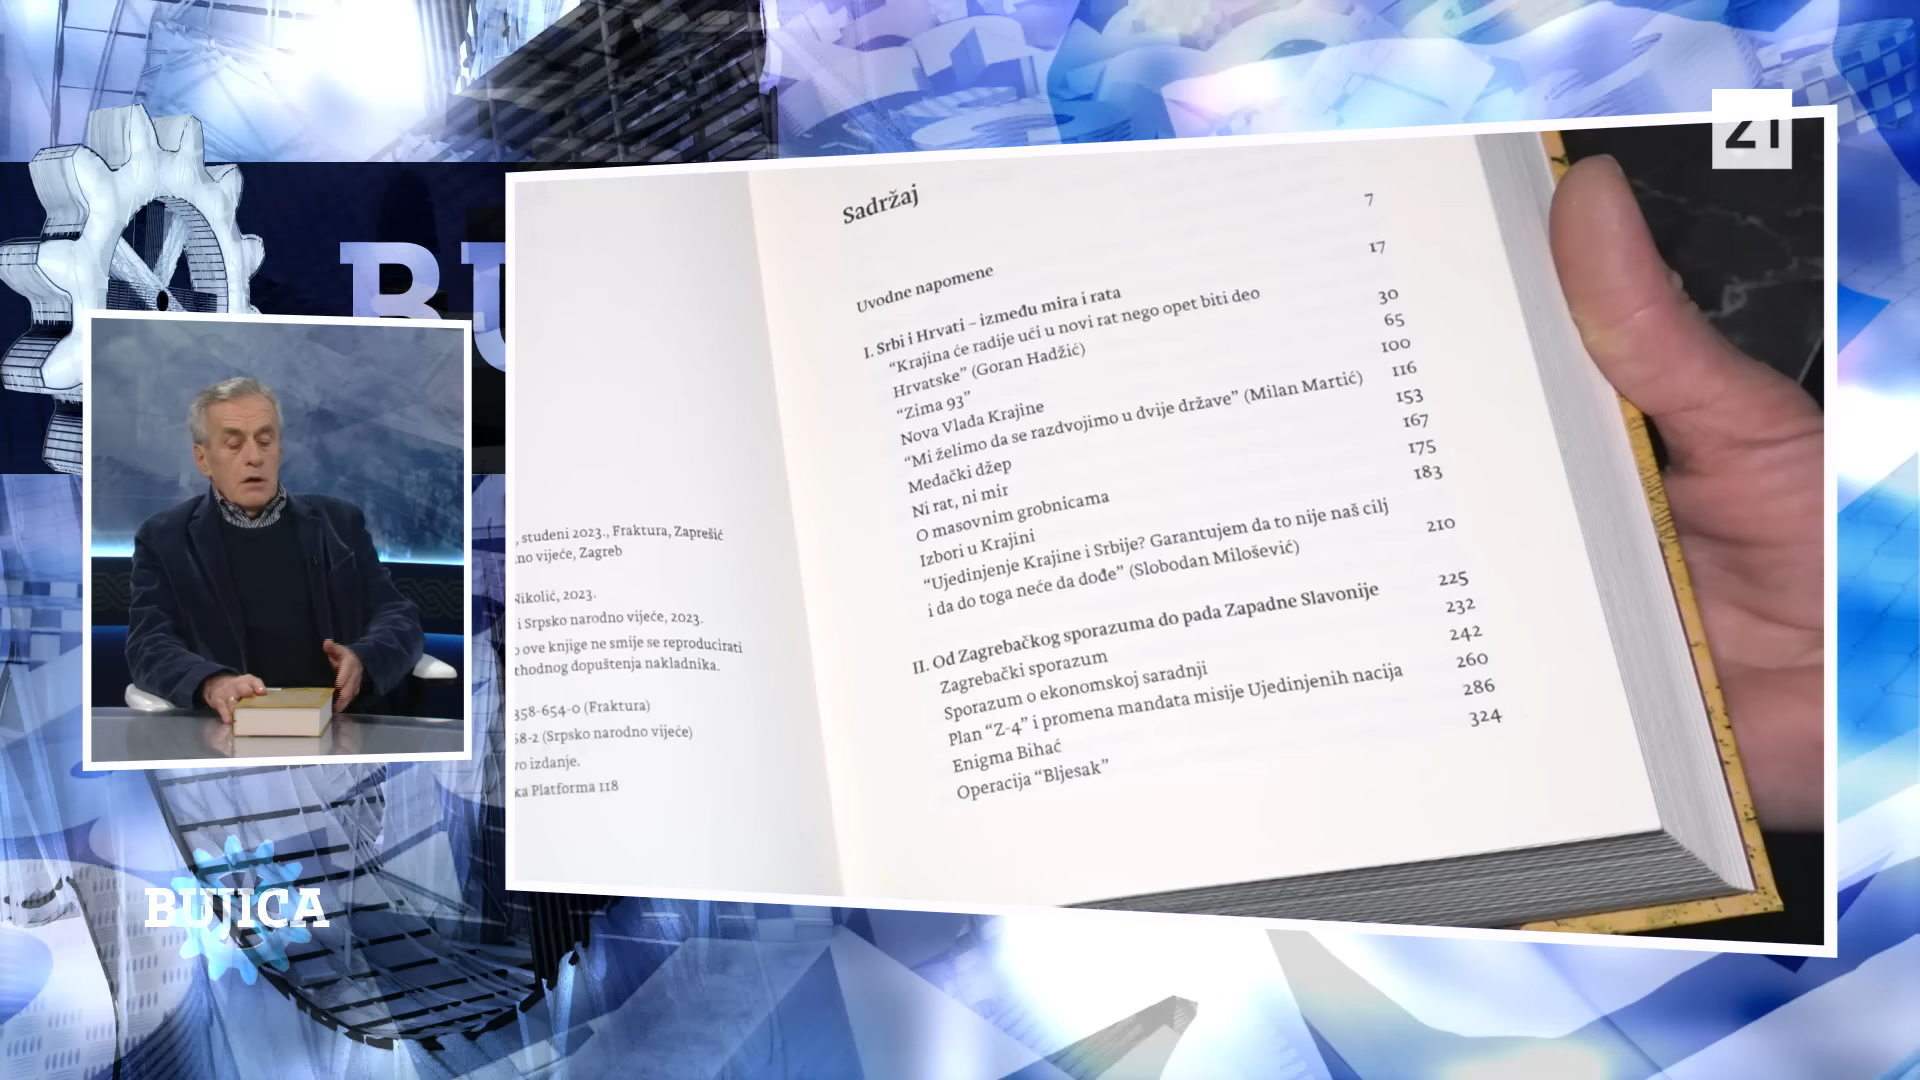 21
BU
Sadržaj
Uvodne napomene 7
I. Srbi i Hrvati – između mira i rata 17
“Krajina će radije ući u novi rat nego opet biti deo
Hrvatske” (Goran Hadžić) 30
“Zima 93” 65
Nova Vlada Krajine 100
“Mi želimo da se razdvojimo u dvije države” (Milan Martić) 116
Medački džep 153
Ni rat, ni mir 167
O masovnim grobnicama 175
Izbori u Krajini 183
“Ujedinjenje Krajine i Srbije? Garantujem da to nije naš cilj
i da do toga neće da dođe” (Slobodan Milošević) 210
II. Od Zagrebačkog sporazuma do pada Zapadne Slavonije 225
Zagrebački sporazum 232
Sporazum o ekonomskoj saradnji 242
Plan “Z-4” i promena mandata misije Ujedinjenih nacija 260
Enigma Bihać 286
Operacija “Bljesak” 324
, studeni 2023., Fraktura, Zaprešić
no vijeće, Zagreb
Nikolić, 2023.
i Srpsko narodno vijeće, 2023.
ove knjige ne smije se reproducirati
thodnog dopuštenja nakladnika.
358-654-0 (Fraktura)
8-2 (Srpsko narodno vijeće)
vo izdanje.
ka Platforma 118
BUJICA